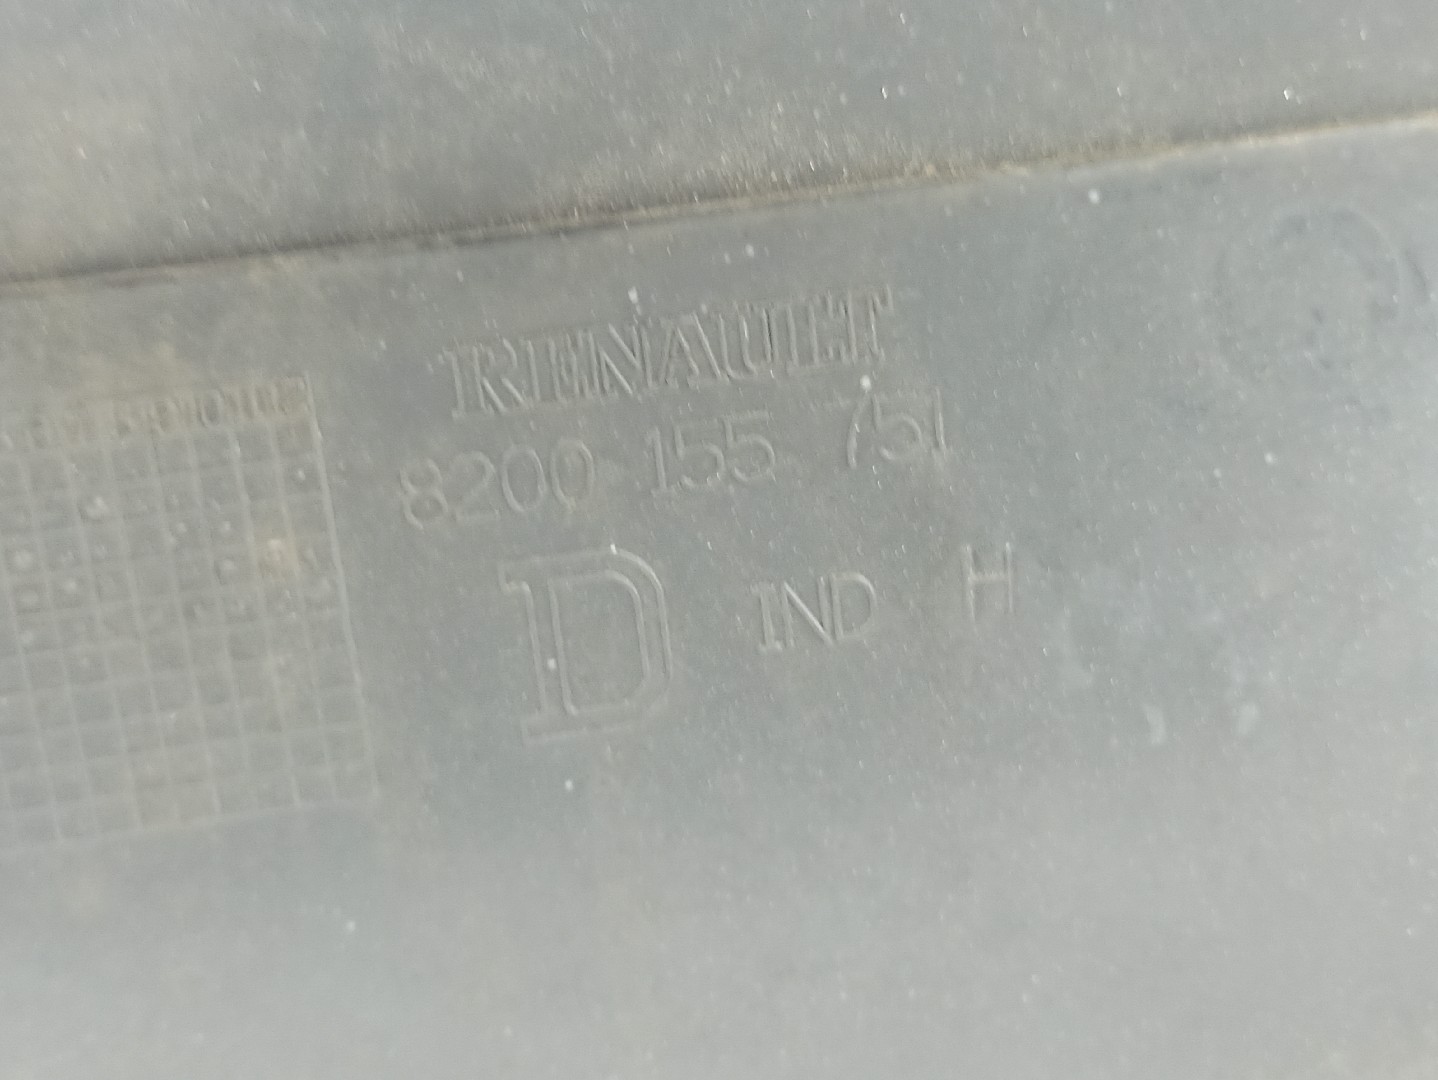 RENAULT
8200 155 751
D IND H